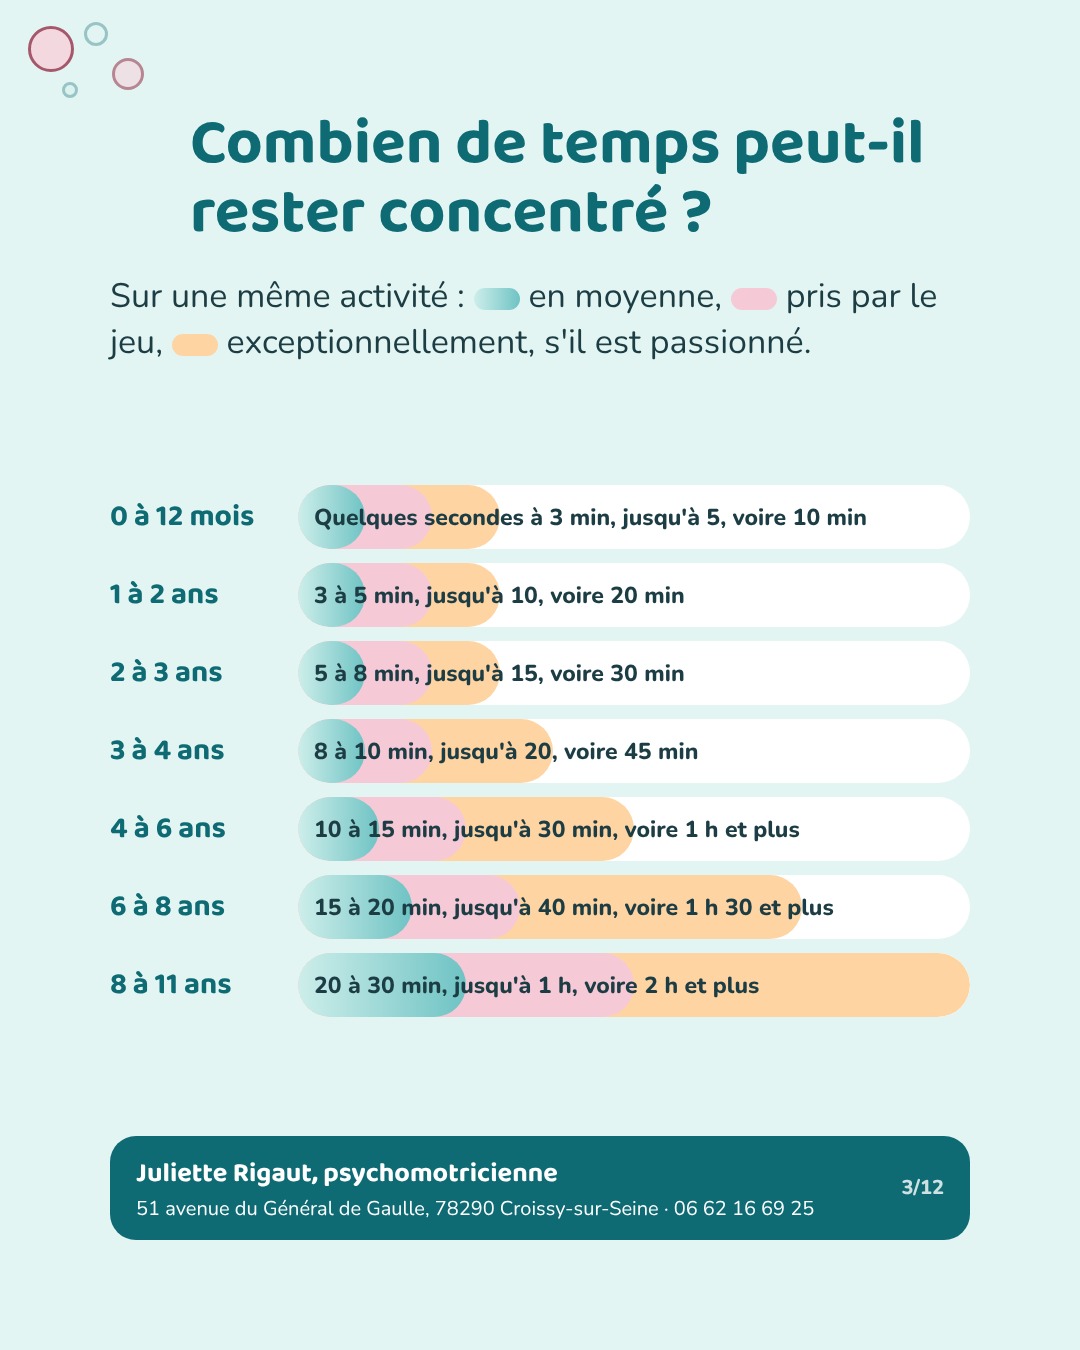 Combien de temps peut-il
rester concentré ?
Sur une même activité : en moyenne, pris par le
jeu, exceptionnellement, s'il est passionné.
0 à 12 mois Quelques secondes à 3 min, jusqu'à 5, voire 10 min
1 à 2 ans 3 à 5 min, jusqu'à 10, voire 20 min
2 à 3 ans 5 à 8 min, jusqu'à 15, voire 30 min
3 à 4 ans 8 à 10 min, jusqu'à 20, voire 45 min
4 à 6 ans 10 à 15 min, jusqu'à 30 min, voire 1 h et plus
6 à 8 ans 15 à 20 min, jusqu'à 40 min, voire 1 h 30 et plus
8 à 11 ans 20 à 30 min, jusqu'à 1 h, voire 2 h et plus
Juliette Rigaut, psychomotricienne
51 avenue du Général de Gaulle, 78290 Croissy-sur-Seine · 06 62 16 69 25
3/12